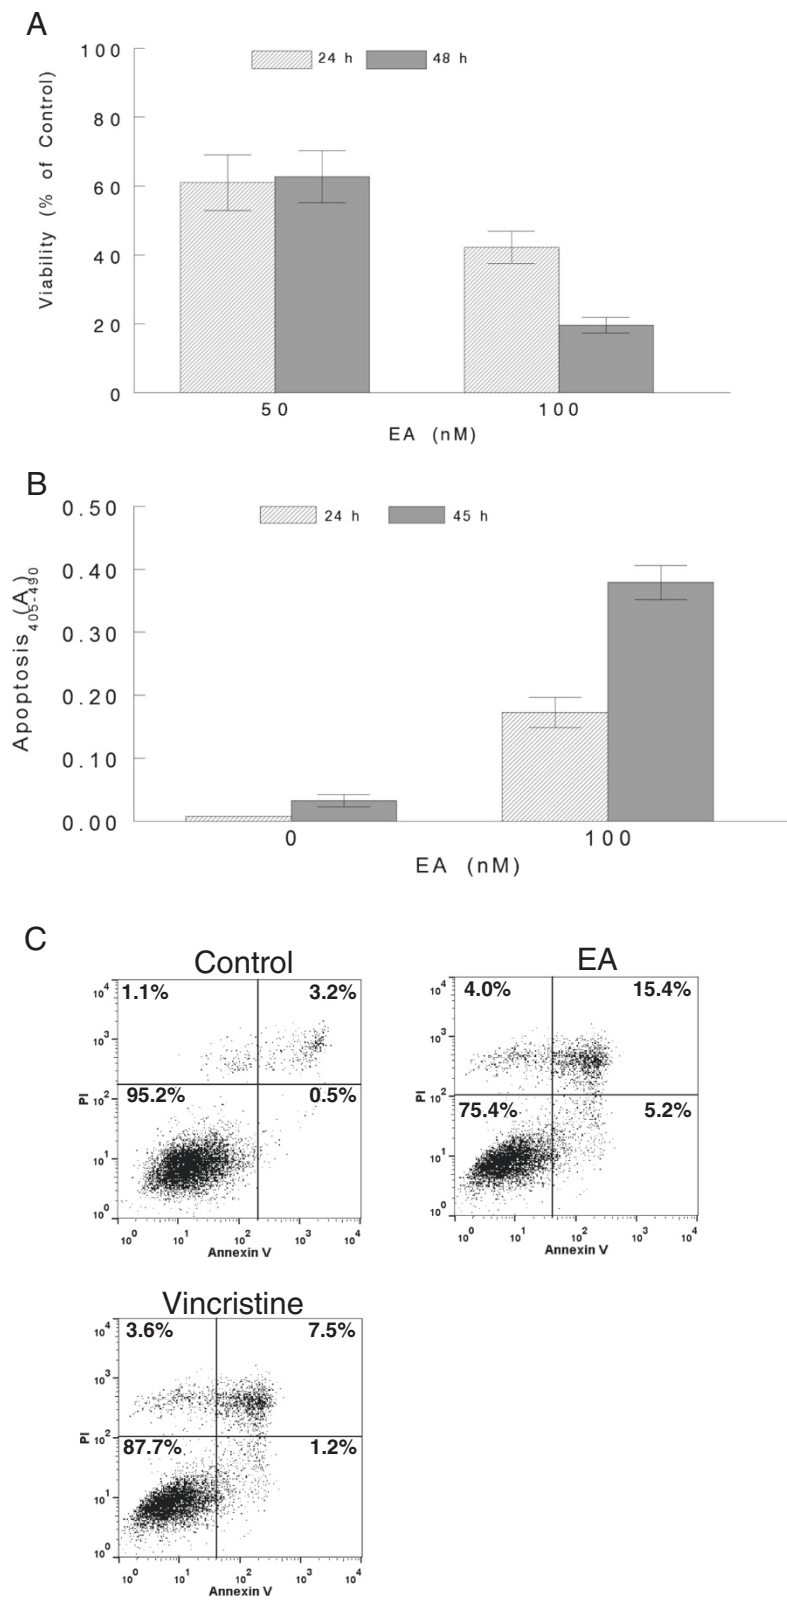 A
100
24 h
48 h
80
60
40
20
0
Viability (% of Control)
50
100
EA (nM)
B
0.50
24 h
45 h
0.40
0.30
0.20
0.10
0.00
Apoptosis (A)
405-490
0
100
EA (nM)
C
Control
1.1%
3.2%
95.2%
0.5%
10^4
10^3
10^2
10^1
10^0
PI
10^0 10^1 10^2 10^3 10^4
Annexin V
EA
4.0%
15.4%
75.4%
5.2%
10^4
10^3
10^2
10^1
10^0
PI
10^0 10^1 10^2 10^3 10^4
Annexin V
Vincristine
3.6%
7.5%
87.7%
1.2%
10^4
10^3
10^2
10^1
10^0
PI
10^0 10^1 10^2 10^3 10^4
Annexin V